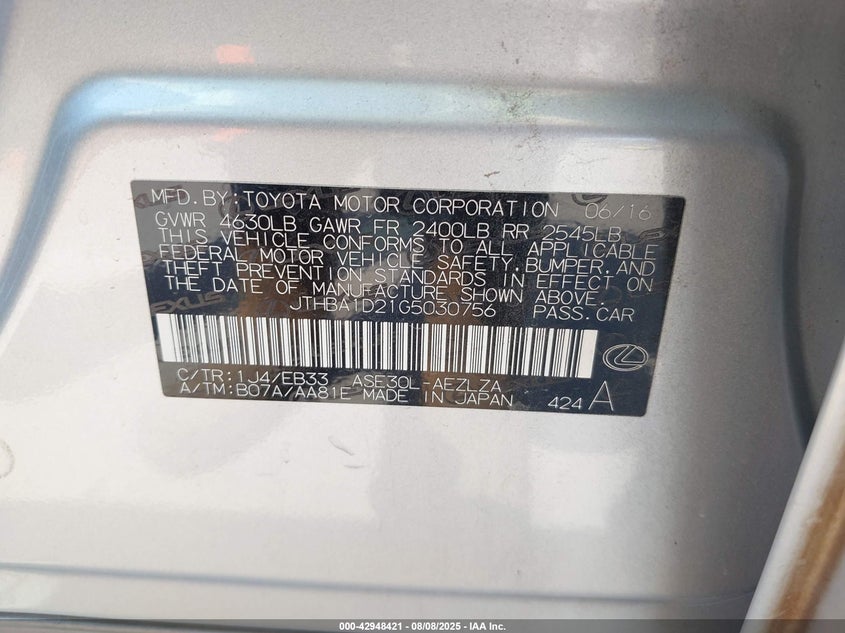 MFD.BY:TOYOTA MOTOR CORPORATION 06/16
GVWR 4630LB GAWR FR 2400LB RR 2545LB
THIS VEHICLE CONFORMS TO ALL APPLICABLE
FEDERAL MOTOR VEHICLE SAFETY,BUMPER,AND
THEFT PREVENTION STANDARDS IN EFFECT ON
THE DATE OF MANUFACTURE SHOWN ABOVE.
JTHBA1D21G5030756 PASS.CAR
C/TR:1J4/EB33 ASE30L-AEZLZA
A/TM:B07A/AA81E MADE IN JAPAN 424 A
000-42948421 - 08/08/2025 - IAA Inc.